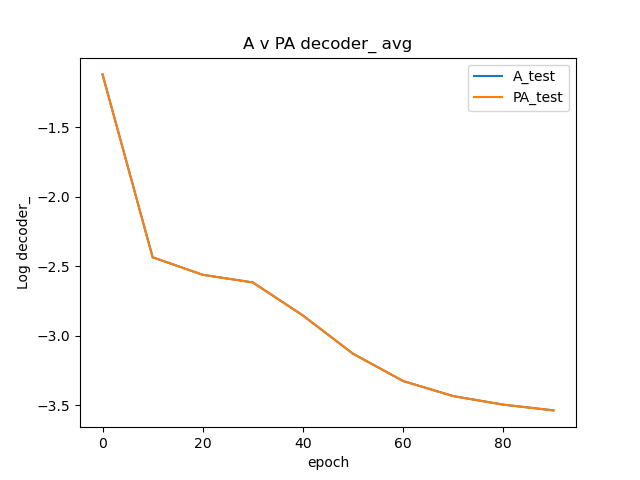 A v PA decoder_ avg
A_test
PA_test
Log decoder_
−1.5
−2.0
−2.5
−3.0
−3.5
0 20 40 60 80
epoch